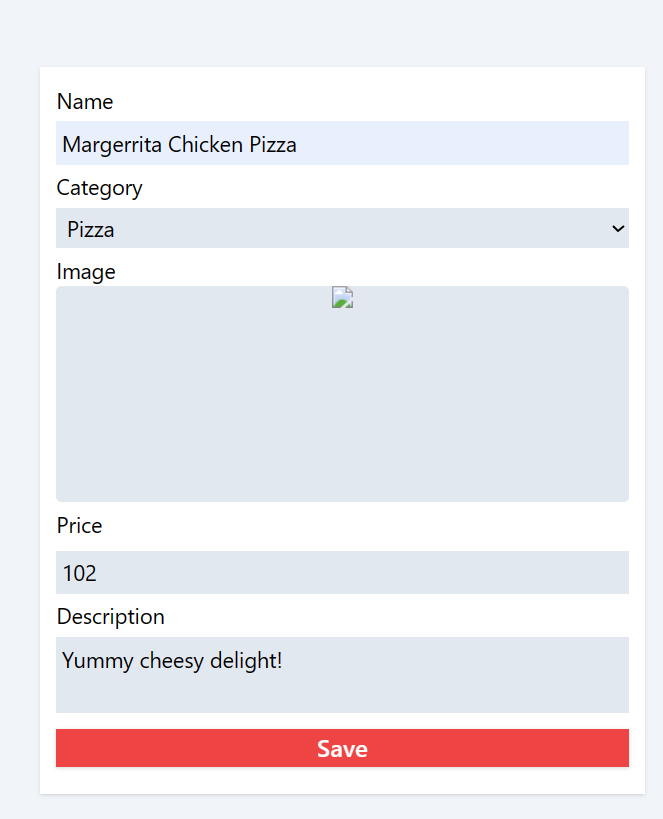 Name
Margerrita Chicken Pizza
Category
Pizza
Image
Price
102
Description
Yummy cheesy delight!
Save